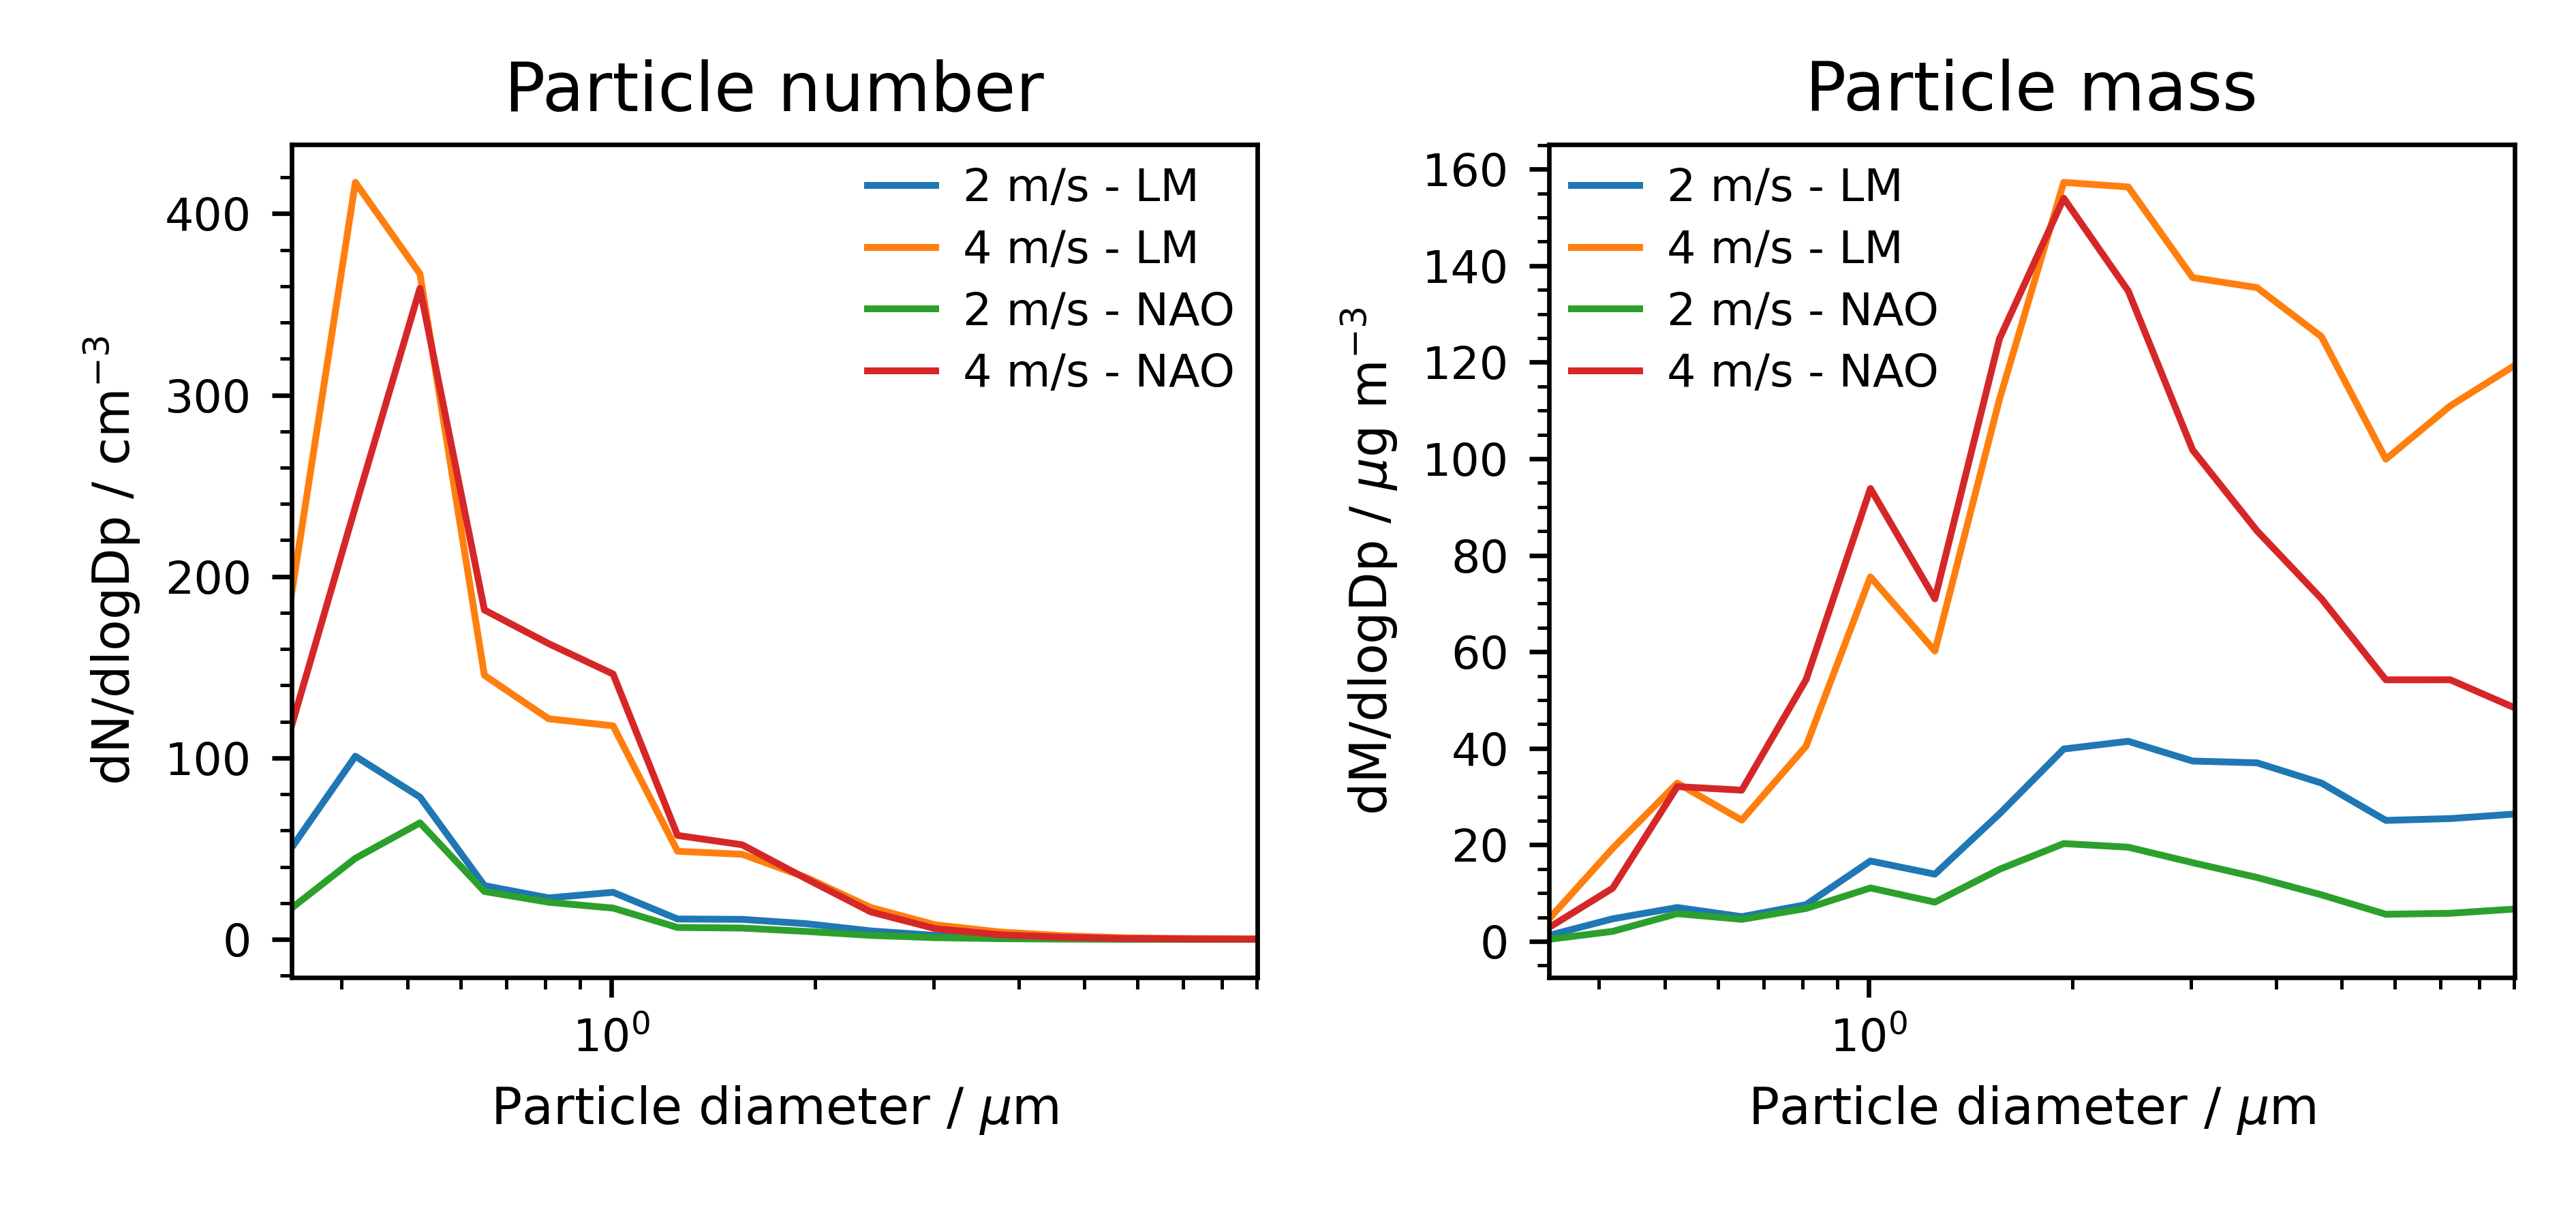 Particle number
dN/dlogDp / cm⁻³
400
300
200
100
0
10⁰
Particle diameter / μm
2 m/s - LM
4 m/s - LM
2 m/s - NAO
4 m/s - NAO
Particle mass
dM/dlogDp / μg m⁻³
160
140
120
100
80
60
40
20
0
10⁰
Particle diameter / μm
2 m/s - LM
4 m/s - LM
2 m/s - NAO
4 m/s - NAO